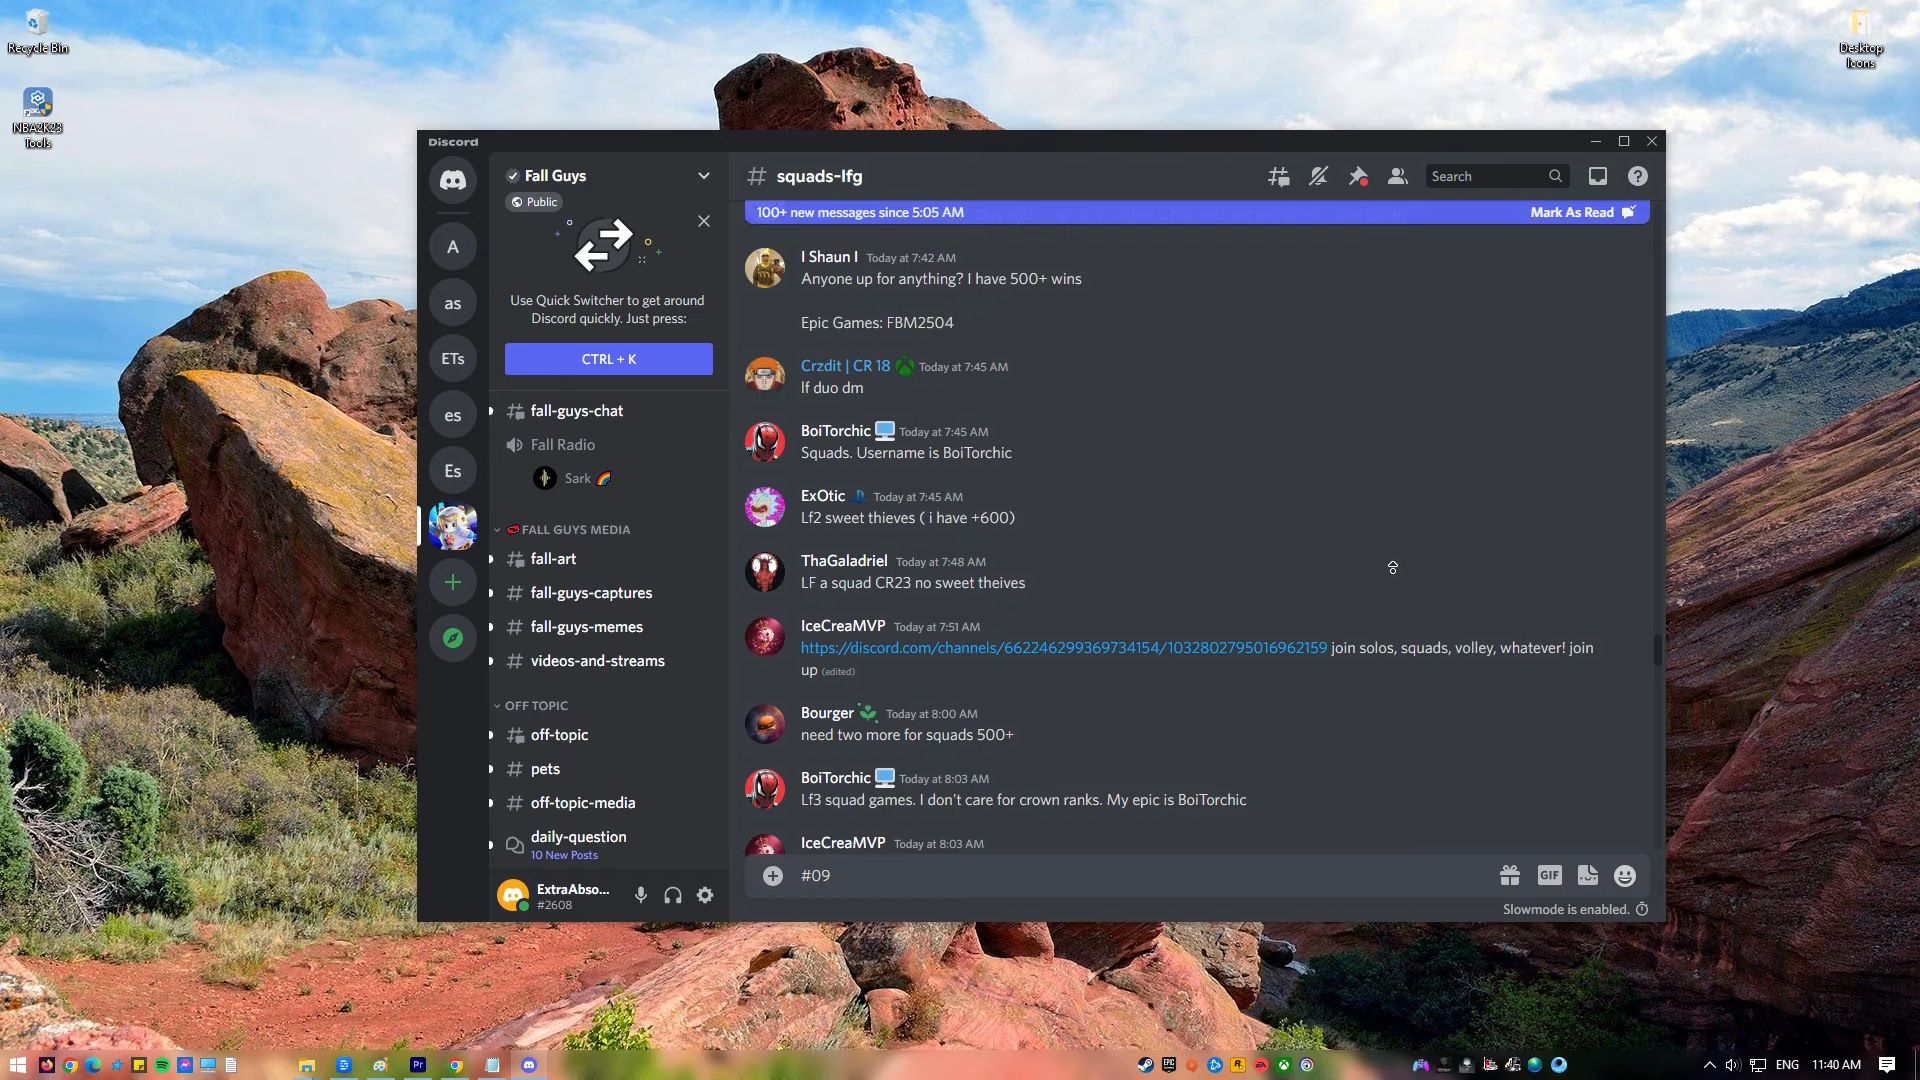 Recycle Bin
NBA2K23
Tools
Desktop
Icons
Discord
Fall Guys
Public
Use Quick Switcher to get around
Discord quickly. Just press:
CTRL + K
fall-guys-chat
Fall Radio
Sark
FALL GUYS MEDIA
fall-art
fall-guys-captures
fall-guys-memes
videos-and-streams
OFF TOPIC
off-topic
pets
off-topic-media
daily-question
10 New Posts
ExtraAbso...
#2608
A
as
ETs
es
Es
squads-lfg
Search
100+ new messages since 5:05 AM
Mark As Read
I Shaun I Today at 7:42 AM
Anyone up for anything? I have 500+ wins
Epic Games: FBM2504
Crzdit | CR 18 Today at 7:45 AM
lf duo dm
BoiTorchic Today at 7:45 AM
Squads. Username is BoiTorchic
ExOtic Today at 7:45 AM
Lf2 sweet thieves ( i have +600)
ThaGaladriel Today at 7:48 AM
LF a squad CR23 no sweet theives
IceCreaMVP Today at 7:51 AM
https://discord.com/channels/662246299369734154/1032802795016962159 join solos, squads, volley, whatever! join
up (edited)
Bourger Today at 8:00 AM
need two more for squads 500+
BoiTorchic Today at 8:03 AM
Lf3 squad games. I don't care for crown ranks. My epic is BoiTorchic
IceCreaMVP Today at 8:03 AM
#09
GIF
Slowmode is enabled.
Pr
ENG
11:40 AM